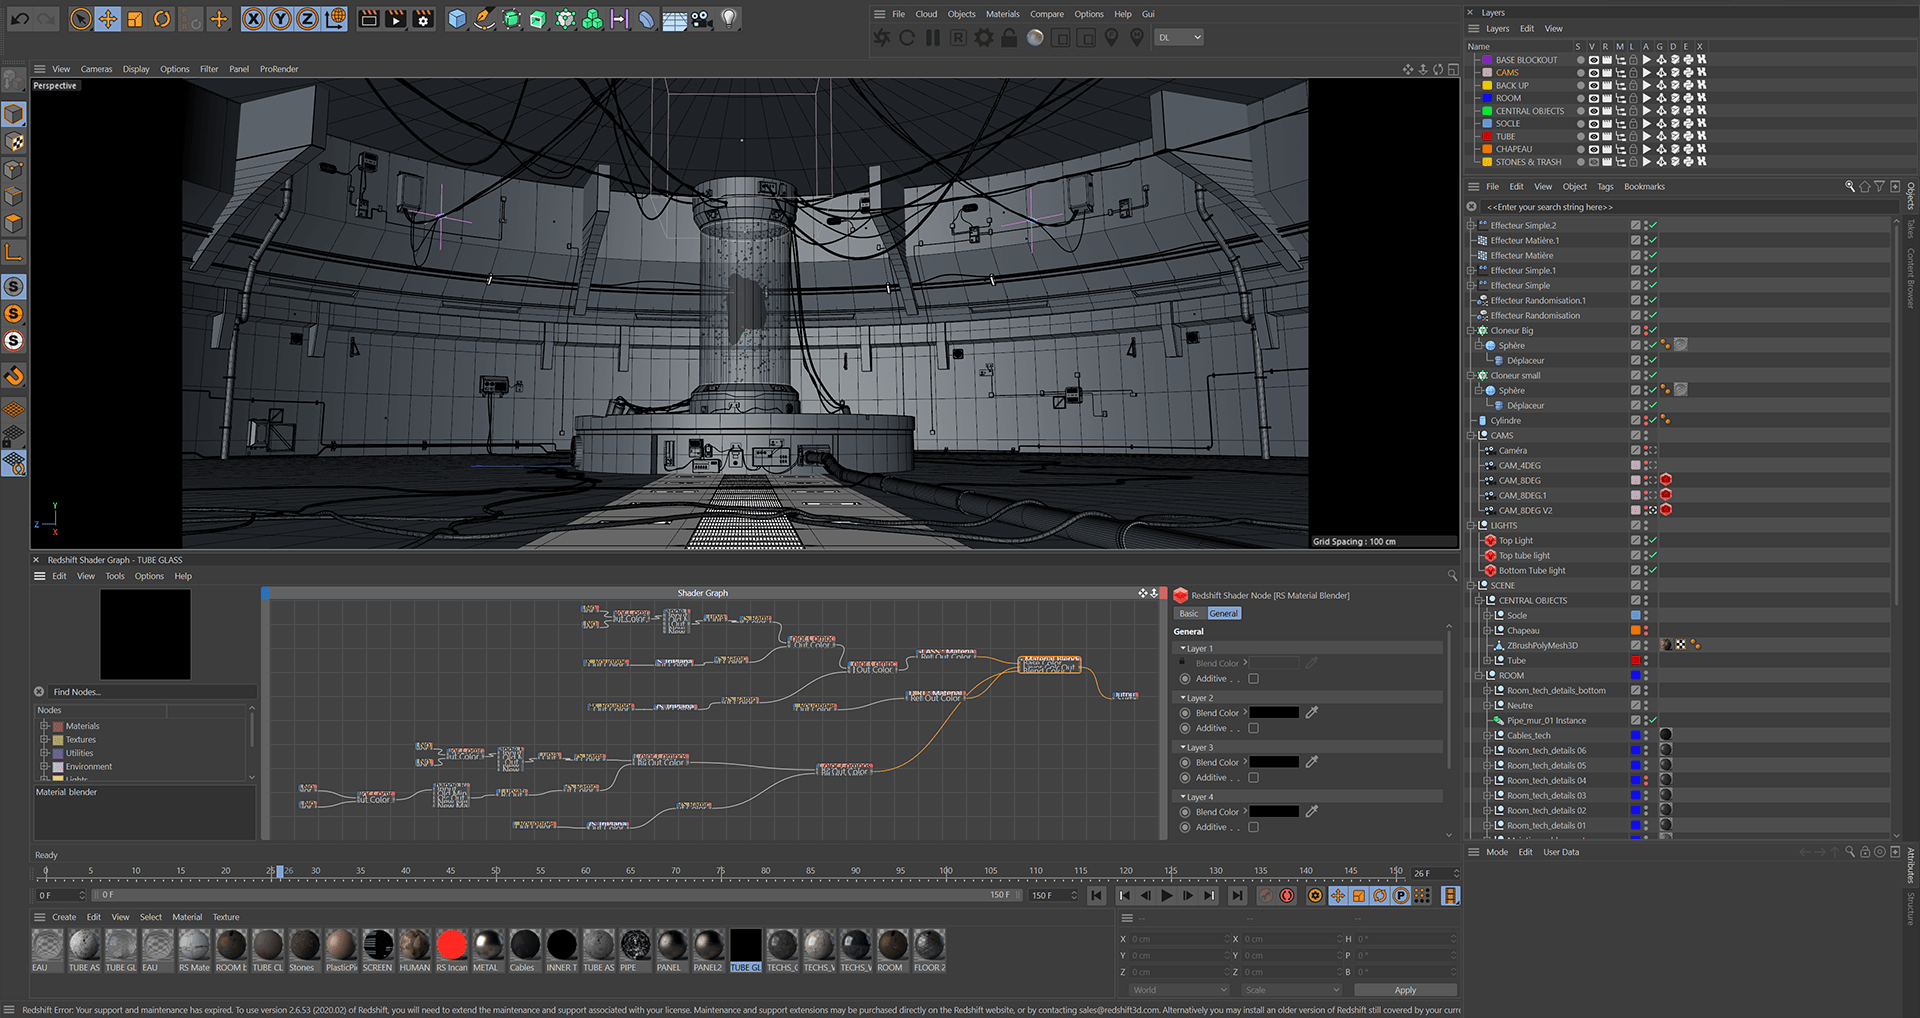 File Cloud Objects Materials Compare Options Help Gui
DL
View Cameras Display Options Filter Panel ProRender
Perspective
Grid Spacing : 100 cm
Layers
Layers Edit View
Name S V R M L A G D E X
BASE BLOCKOUT
CAMS
BACK UP
ROOM
CENTRAL OBJECTS
SOCLE
TUBE
CHAPEAU
STONES & TRASH
File Edit View Object Tags Bookmarks
<<Enter your search string here>>
Objects
Takes
Content Browser
Effecteur Simple.2
Effecteur Matière.1
Effecteur Matière
Effecteur Simple.1
Effecteur Simple
Effecteur Randomisation.1
Effecteur Randomisation
Cloneur Big
Sphère
Déplaceur
Cloneur small
Sphère
Déplaceur
Cylindre
CAMS
Caméra
CAM_4DEG
CAM_8DEG
CAM_8DEG.1
CAM_8DEG V2
LIGHTS
Top Light
Top tube light
Bottom Tube light
SCENE
CENTRAL OBJECTS
Socle
Chapeau
ZBrushPolyMesh3D
Tube
ROOM
Room_tech_details_bottom
Neutre
Pipe_mur_01 Instance
Cables_tech
Room_tech_details 06
Room_tech_details 05
Room_tech_details 04
Room_tech_details 03
Room_tech_details 02
Room_tech_details 01
Mode Edit User Data
Attributes
Structure
Redshift Shader Graph - TUBE GLASS
Edit View Tools Options Help
Find Nodes...
Nodes
Materials
Textures
Utilities
Environment
Lights
Material blender
Shader Graph
Redshift Shader Node [RS Material Blender]
Basic General
General
Layer 1
Blend Color
Additive . .
Layer 2
Blend Color
Additive . .
Layer 3
Blend Color
Additive . .
Layer 4
Blend Color
Additive . .
Ready
0 5 10 15 20 25 26 30 35 40 45 50 55 60 65 70 75 80 85 90 95 100 105 110 115 120 125 130 135 140 145 150
26 F
0 F 0 F 150 F 150 F
Create Edit View Select Material Texture
EAU TUBE AS TUBE GL EAU RS Mate ROOM b TUBE CL Stones PlasticPi SCREEN HUMAN RS Incan METAL Cables INNER T TUBE AS PIPE PANEL PANEL2 TUBE GL TECHS_C TECHS_V TECHS_V ROOM FLOOR 2
X 0 cm X 0 cm H 0 °
Y 0 cm Y 0 cm P 0 °
Z 0 cm Z 0 cm B 0 °
World Scale Apply
Redshift Error: Your support and maintenance has expired. To use version 2.6.53 (2020.02) of Redshift, you will need to extend the maintenance and support associated with your license. Maintenance and support extensions may be purchased directly on the Redshift website, or by contacting sales@redshift3d.com. Alternatively you may install an older version of Redshift still covered by your curre